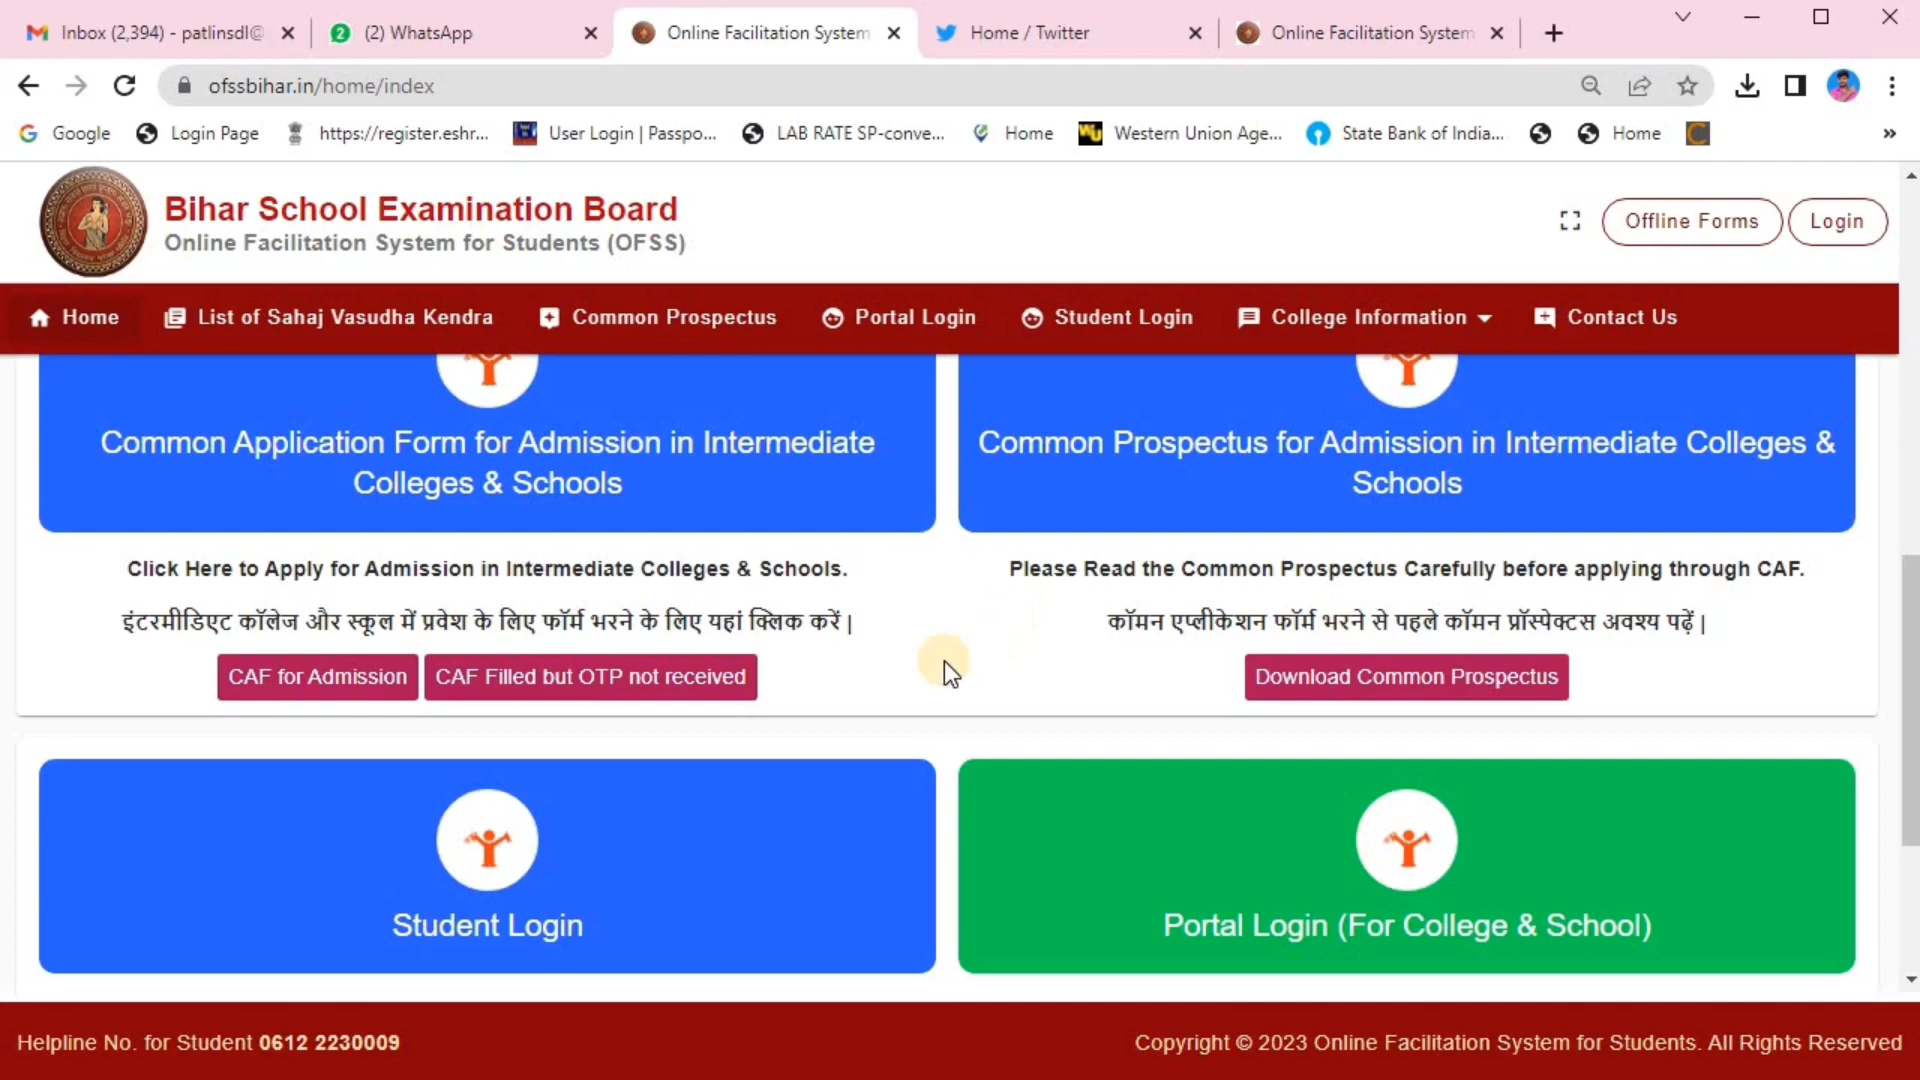 Inbox (2,394) - patlinsdl@
(2) WhatsApp
Online Facilitation System
Home / Twitter
Online Facilitation System
ofssbihar.in/home/index
Google
Login Page
https://register.eshr...
User Login | Passpo...
LAB RATE SP-conve...
Home
Western Union Age...
State Bank of India...
Home
Bihar School Examination Board
Online Facilitation System for Students (OFSS)
Offline Forms
Login
Home
List of Sahaj Vasudha Kendra
Common Prospectus
Portal Login
Student Login
College Information
Contact Us
Common Application Form for Admission in Intermediate
Colleges & Schools
Click Here to Apply for Admission in Intermediate Colleges & Schools.
इंटरमीडिएट कॉलेज और स्कूल में प्रवेश के लिए फॉर्म भरने के लिए यहां क्लिक करें |
CAF for Admission
CAF Filled but OTP not received
Common Prospectus for Admission in Intermediate Colleges &
Schools
Please Read the Common Prospectus Carefully before applying through CAF.
कॉमन एप्लीकेशन फॉर्म भरने से पहले कॉमन प्रॉस्पेक्टस अवश्य पढ़ें |
Download Common Prospectus
Student Login
Portal Login (For College & School)
Helpline No. for Student 0612 2230009
Copyright © 2023 Online Facilitation System for Students. All Rights Reserved